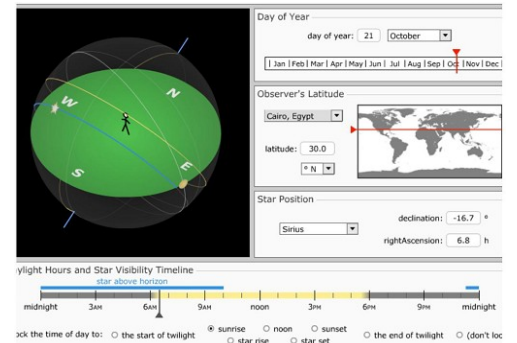 Day of Year
day of year: 21 October
Jan Feb Mar Apr May Jun Jul Aug Sep Oct Nov Dec
Observer's Latitude
Cairo, Egypt
latitude: 30.0
° N
Star Position
Sirius
declination: -16.7 °
rightAscension: 6.8 h
W
N
S
E
ylight Hours and Star Visibility Timeline
star above horizon
midnight 3AM 6AM 9AM noon 3PM 6PM 9PM midnight
ock the time of day to: the start of twilight sunrise noon sunset the end of twilight (don't loc
star rise star set